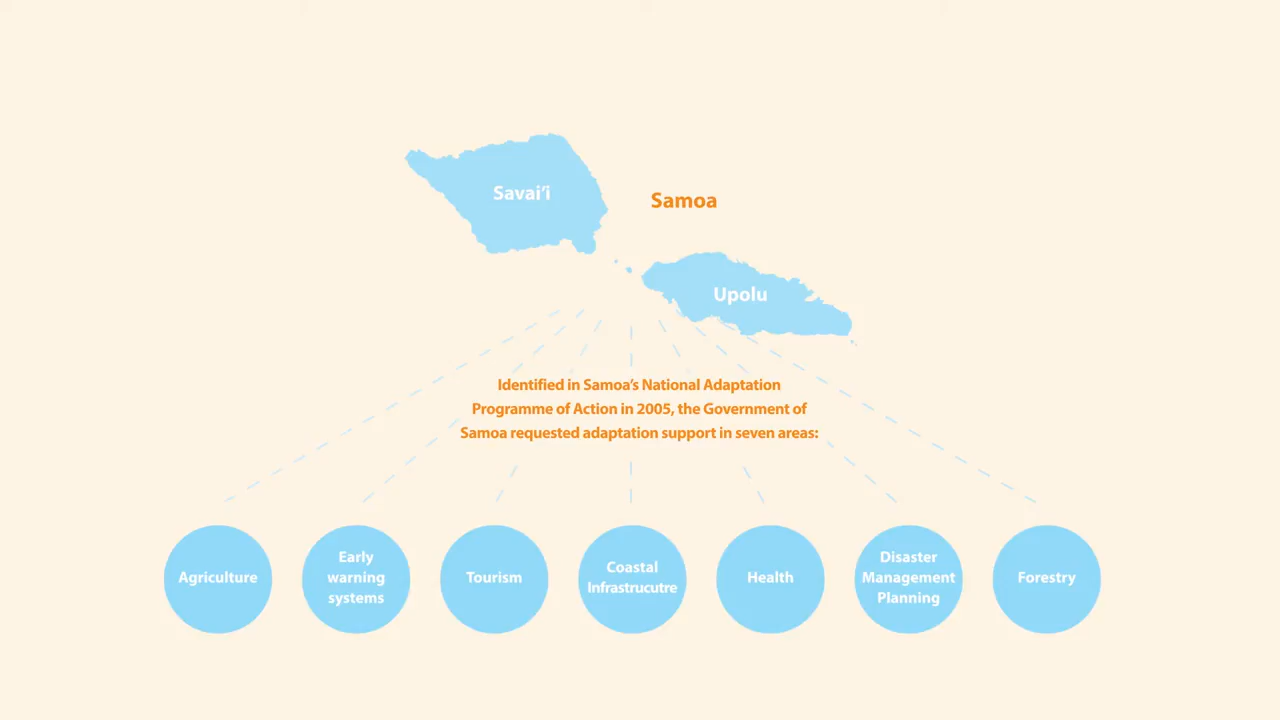 Savai’i
Samoa
Upolu
Identified in Samoa’s National Adaptation
Programme of Action in 2005, the Government of
Samoa requested adaptation support in seven areas:
Agriculture
Early
warning
systems
Tourism
Coastal
Infrastrucutre
Health
Disaster
Management
Planning
Forestry